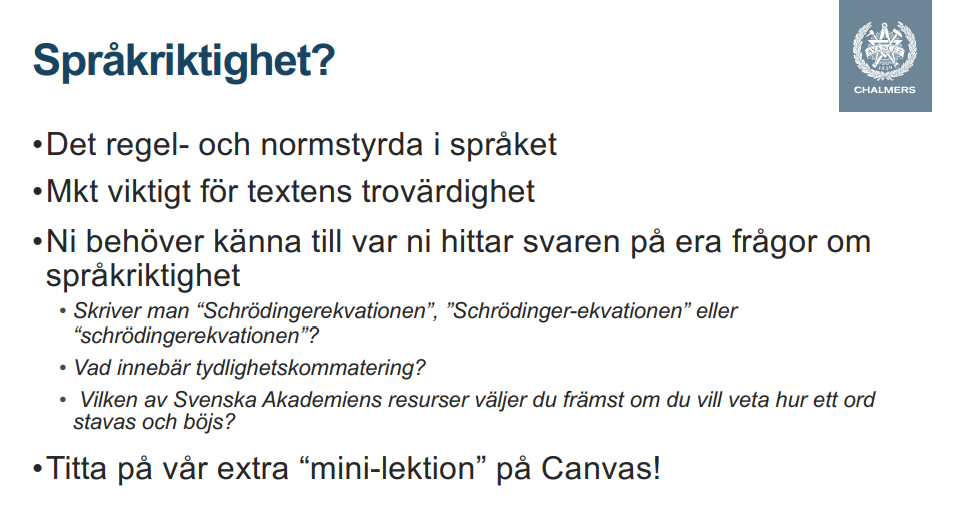 Språkriktighet?
AVANCEZ
1829
CHALMERS
•Det regel- och normstyrda i språket
•Mkt viktigt för textens trovärdighet
•Ni behöver känna till var ni hittar svaren på era frågor om
språkriktighet
• Skriver man “Schrödingerekvationen”, ”Schrödinger-ekvationen” eller
“schrödingerekvationen”?
• Vad innebär tydlighetskommatering?
• Vilken av Svenska Akademiens resurser väljer du främst om du vill veta hur ett ord
stavas och böjs?
•Titta på vår extra “mini-lektion” på Canvas!